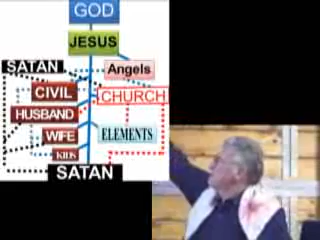 GOD
JESUS
SATAN
Angels
CIVIL
CHURCH
HUSBAND
WIFE
ELEMENTS
KIDS
SATAN